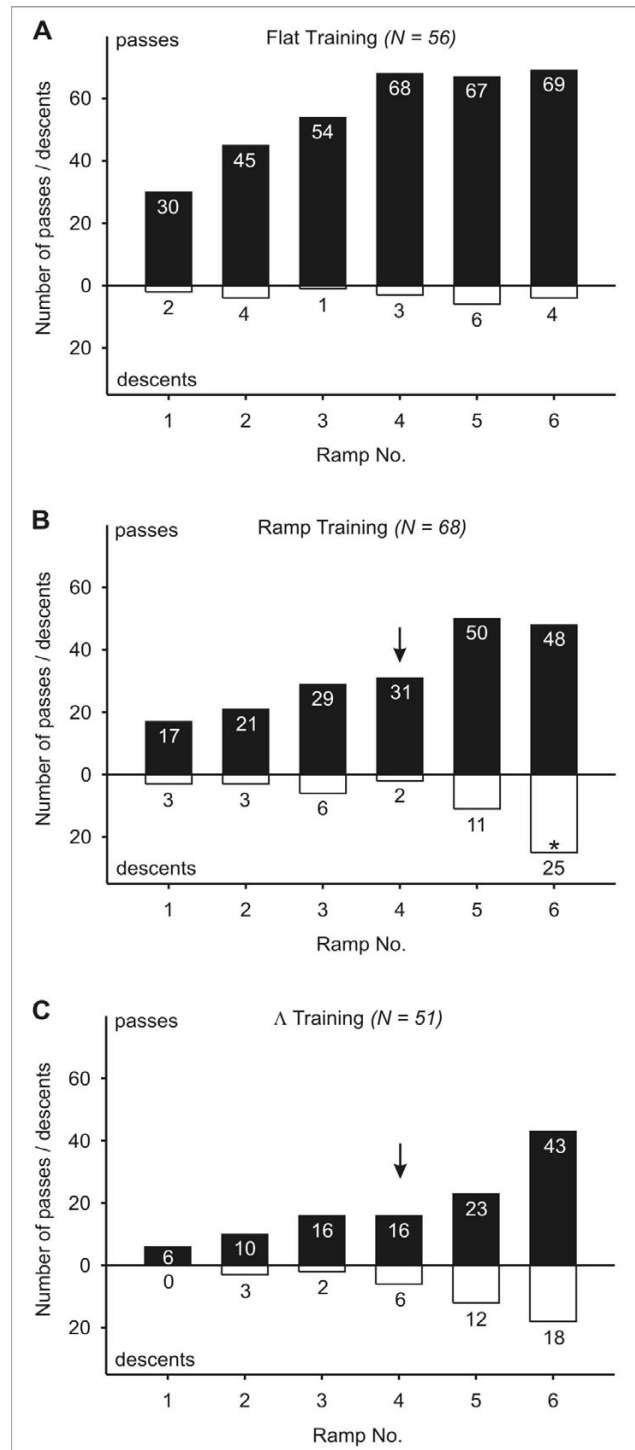 A
passes
Flat Training (N = 56)
Number of passes / descents
60
40
20
0
20
30
45
54
68
67
69
2
4
1
3
6
4
descents
1 2 3 4 5 6
Ramp No.
B
passes
Ramp Training (N = 68)
Number of passes / descents
60
40
20
0
20
17
21
29
31
50
48
3
3
6
2
11
*
25
descents
1 2 3 4 5 6
Ramp No.
C
passes
Λ Training (N = 51)
Number of passes / descents
60
40
20
0
20
6
10
16
16
23
43
0
3
2
6
12
18
descents
1 2 3 4 5 6
Ramp No.